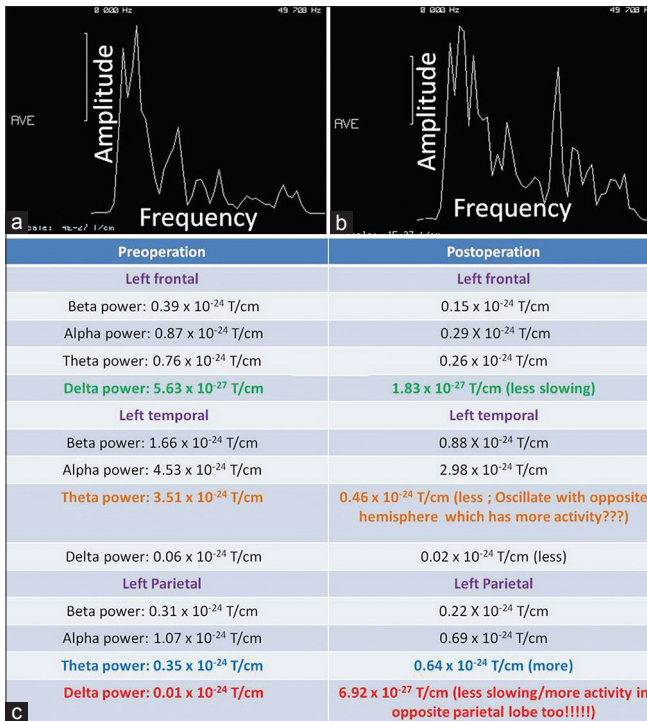 0 000 Hz 49 708 Hz
Amplitude
AVE
Frequency
a
4E-27 T/cm
0 000 Hz 49 708 Hz
Amplitude
AVE
Frequency
b
Preoperation Postoperation
Left frontal Left frontal
Beta power: 0.39 x 10⁻²⁴ T/cm 0.15 x 10⁻²⁴ T/cm
Alpha power: 0.87 x 10⁻²⁴ T/cm 0.29 X 10⁻²⁴ T/cm
Theta power: 0.76 x 10⁻²⁴ T/cm 0.26 x 10⁻²⁴ T/cm
Delta power: 5.63 x 10⁻²⁷ T/cm 1.83 x 10⁻²⁷ T/cm (less slowing)
Left temporal Left temporal
Beta power: 1.66 x 10⁻²⁴ T/cm 0.88 X 10⁻²⁴ T/cm
Alpha power: 4.53 x 10⁻²⁴ T/cm 2.98 x 10⁻²⁴ T/cm
Theta power: 3.51 x 10⁻²⁴ T/cm 0.46 x 10⁻²⁴ T/cm (less ; Oscillate with opposite
hemisphere which has more activity???)
Delta power: 0.06 x 10⁻²⁴ T/cm 0.02 x 10⁻²⁴ T/cm (less)
Left Parietal Left Parietal
Beta power: 0.31 x 10⁻²⁴ T/cm 0.22 X 10⁻²⁴ T/cm
Alpha power: 1.07 x 10⁻²⁴ T/cm 0.69 x 10⁻²⁴ T/cm
Theta power: 0.35 x 10⁻²⁴ T/cm 0.64 x 10⁻²⁴ T/cm (more)
Delta power: 0.01 x 10⁻²⁴ T/cm 6.92 x 10⁻²⁷ T/cm (less slowing/more activity in
opposite parietal lobe too!!!!!)
c